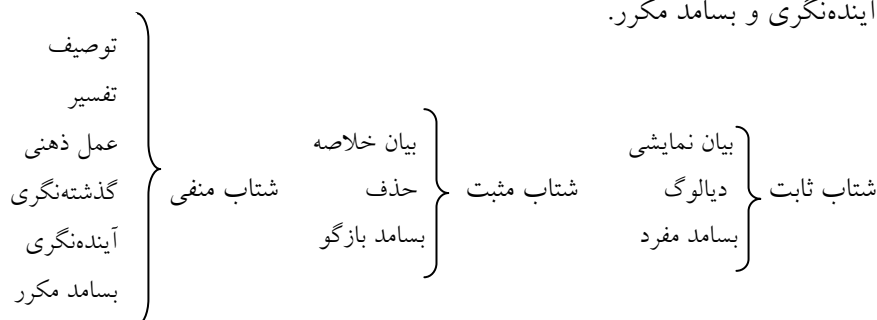 آینده‌نگری و بسامد مکرر.
شتاب ثابت
بیان نمایشی
دیالوگ
بسامد مفرد
شتاب مثبت
بیان خلاصه
حذف
بسامد بازگو
شتاب منفی
توصیف
تفسیر
عمل ذهنی
گذشته‌نگری
آینده‌نگری
بسامد مکرر